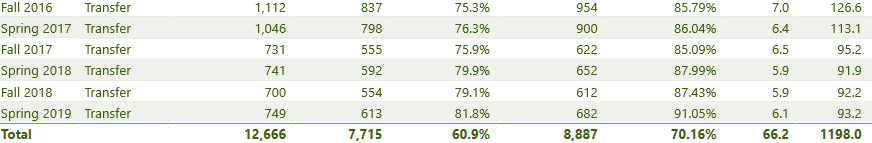 Fall 2016 Transfer 1,112 837 75.3% 954 85.79% 7.0 126.6
Spring 2017 Transfer 1,046 798 76.3% 900 86.04% 6.4 113.1
Fall 2017 Transfer 731 555 75.9% 622 85.09% 6.5 95.2
Spring 2018 Transfer 741 592 79.9% 652 87.99% 5.9 91.9
Fall 2018 Transfer 700 554 79.1% 612 87.43% 5.9 92.2
Spring 2019 Transfer 749 613 81.8% 682 91.05% 6.1 93.2
Total 12,666 7,715 60.9% 8,887 70.16% 66.2 1198.0